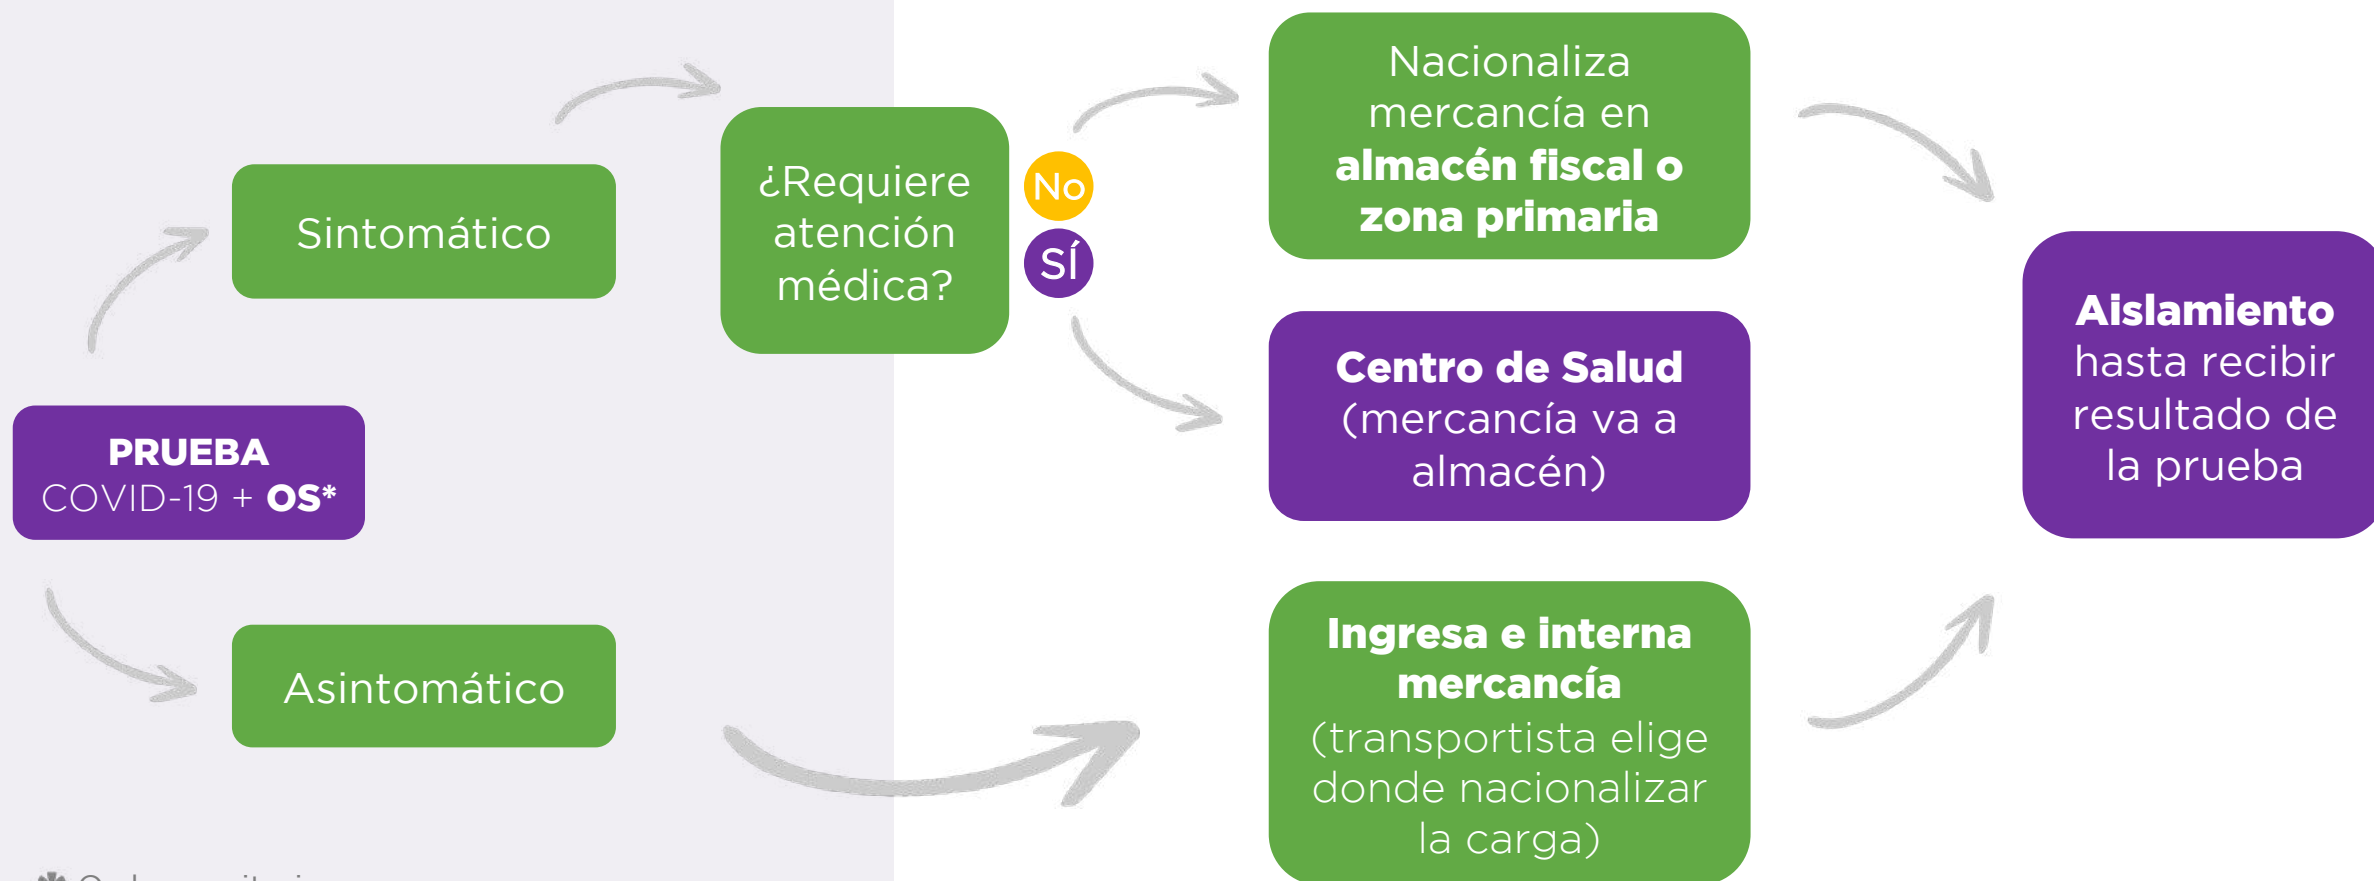 Sintomático
¿Requiere
atención
médica?
No
SÍ
Nacionaliza
mercancía en
almacén fiscal o
zona primaria
Centro de Salud
(mercancía va a
almacén)
PRUEBA
COVID-19 + OS*
Asintomático
Ingresa e interna
mercancía
(transportista elige
donde nacionalizar
la carga)
Aislamiento
hasta recibir
resultado de
la prueba